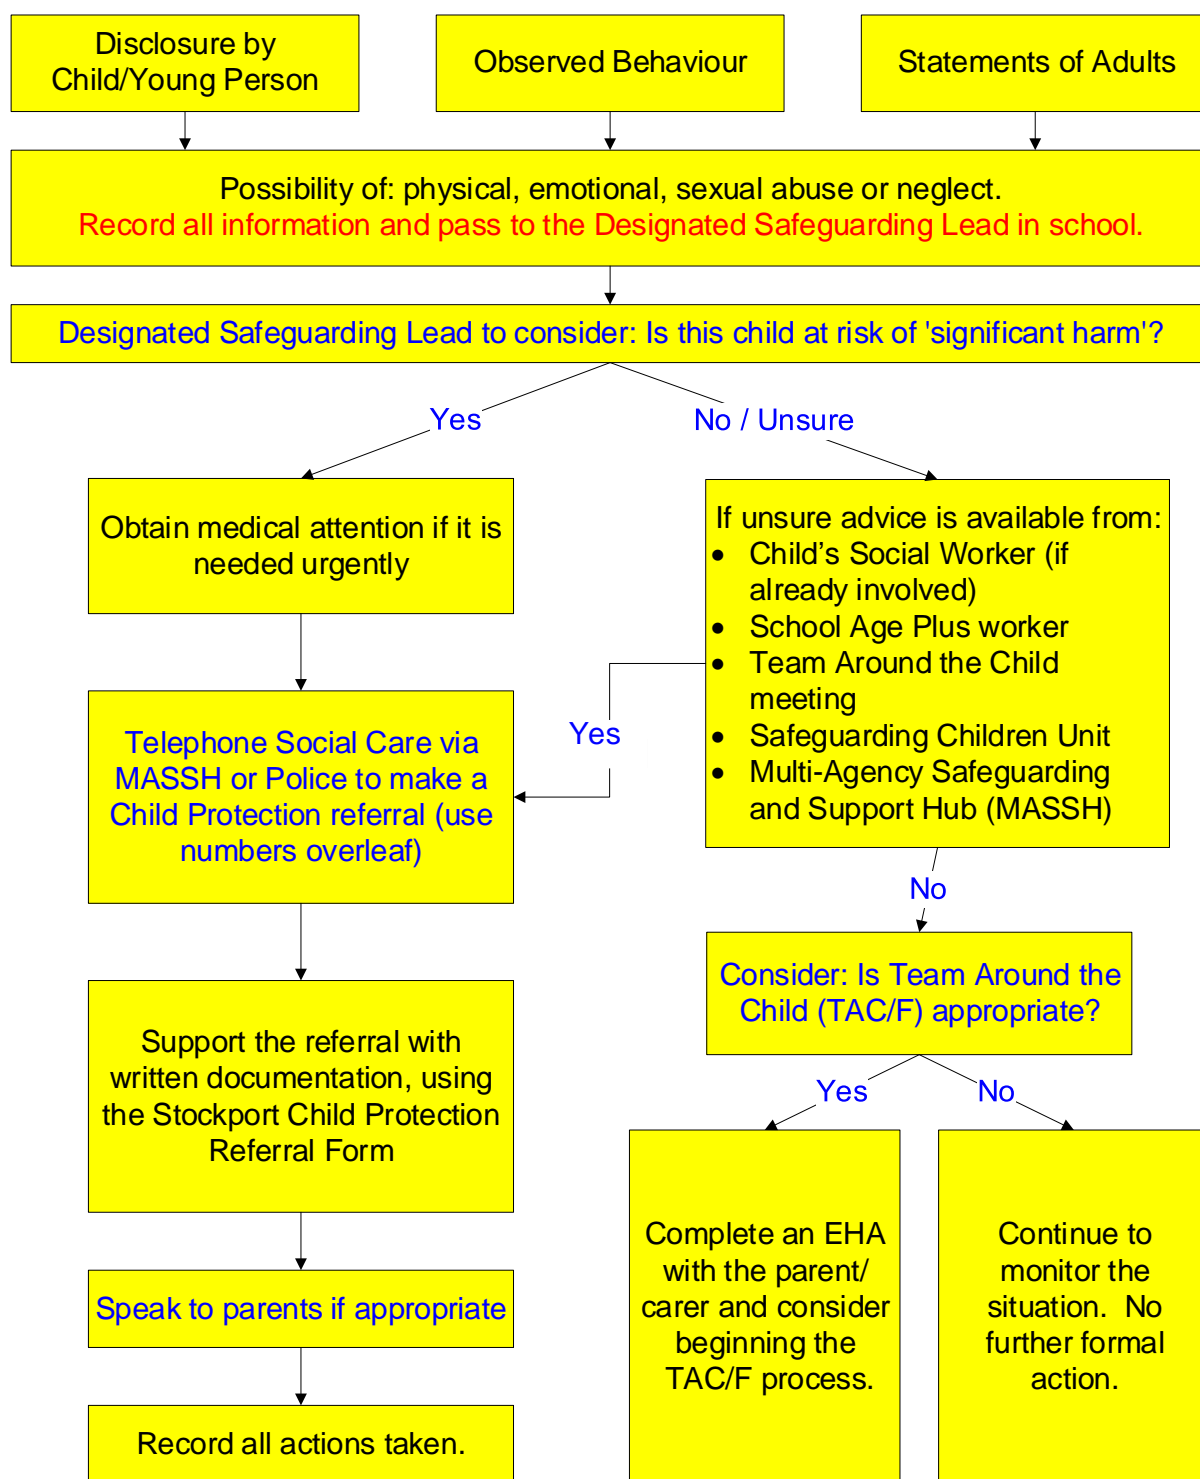 Disclosure by
Child/Young Person
Observed Behaviour
Statements of Adults
Possibility of: physical, emotional, sexual abuse or neglect.
Record all information and pass to the Designated Safeguarding Lead in school.
Designated Safeguarding Lead to consider: Is this child at risk of 'significant harm'?
Yes
No / Unsure
Obtain medical attention if it is
needed urgently
If unsure advice is available from:
• Child’s Social Worker (if
already involved)
• School Age Plus worker
• Team Around the Child
meeting
• Safeguarding Children Unit
• Multi-Agency Safeguarding
and Support Hub (MASSH)
Yes
Telephone Social Care via
MASSH or Police to make a
Child Protection referral (use
numbers overleaf)
No
Consider: Is Team Around the
Child (TAC/F) appropriate?
Support the referral with
written documentation, using
the Stockport Child Protection
Referral Form
Yes
No
Complete an EHA
with the parent/
carer and consider
beginning the
TAC/F process.
Continue to
monitor the
situation.  No
further formal
action.
Speak to parents if appropriate
Record all actions taken.